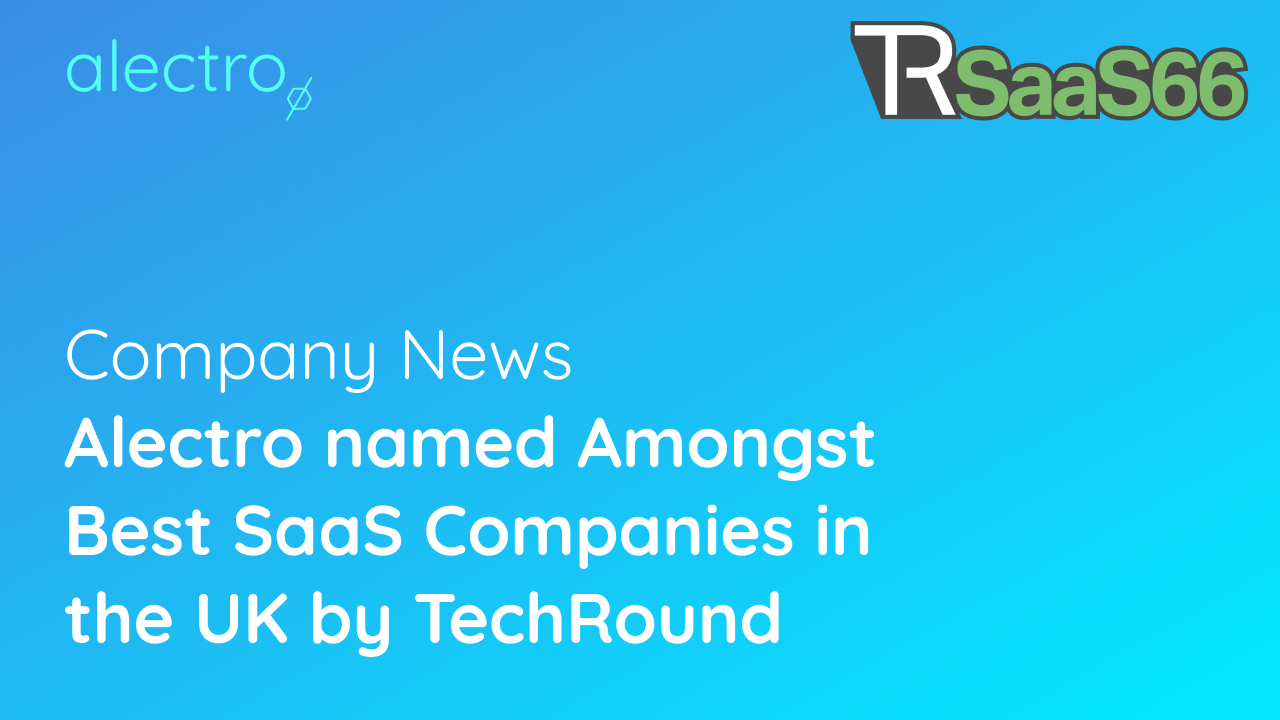 alectro
TRSaaS66
Company News
Alectro named Amongst
Best SaaS Companies in
the UK by TechRound